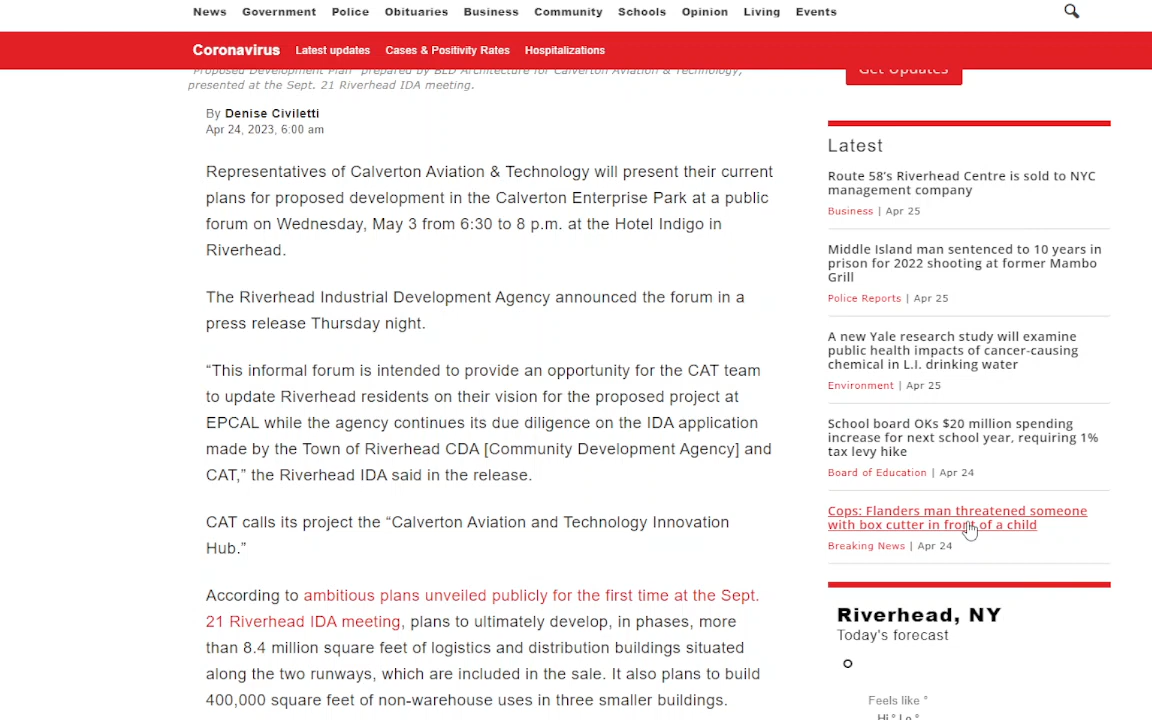 News Government Police Obituaries Business Community Schools Opinion Living Events
Coronavirus Latest updates Cases & Positivity Rates Hospitalizations
"Proposed Development Plan" prepared by BLD Architecture for Calverton Aviation & Technology,
presented at the Sept. 21 Riverhead IDA meeting.
By Denise Civiletti
Apr 24, 2023, 6:00 am
Representatives of Calverton Aviation & Technology will present their current
plans for proposed development in the Calverton Enterprise Park at a public
forum on Wednesday, May 3 from 6:30 to 8 p.m. at the Hotel Indigo in
Riverhead.
The Riverhead Industrial Development Agency announced the forum in a
press release Thursday night.
“This informal forum is intended to provide an opportunity for the CAT team
to update Riverhead residents on their vision for the proposed project at
EPCAL while the agency continues its due diligence on the IDA application
made by the Town of Riverhead CDA [Community Development Agency] and
CAT,” the Riverhead IDA said in the release.
CAT calls its project the “Calverton Aviation and Technology Innovation
Hub.”
According to ambitious plans unveiled publicly for the first time at the Sept.
21 Riverhead IDA meeting, plans to ultimately develop, in phases, more
than 8.4 million square feet of logistics and distribution buildings situated
along the two runways, which are included in the sale. It also plans to build
400,000 square feet of non-warehouse uses in three smaller buildings.
Get Updates
Latest
Route 58’s Riverhead Centre is sold to NYC
management company
Business | Apr 25
Middle Island man sentenced to 10 years in
prison for 2022 shooting at former Mambo
Grill
Police Reports | Apr 25
A new Yale research study will examine
public health impacts of cancer-causing
chemical in L.I. drinking water
Environment | Apr 25
School board OKs $20 million spending
increase for next school year, requiring 1%
tax levy hike
Board of Education | Apr 24
Cops: Flanders man threatened someone
with box cutter in front of a child
Breaking News | Apr 24
Riverhead, NY
Today's forecast
Feels like °
Hi ° Lo °